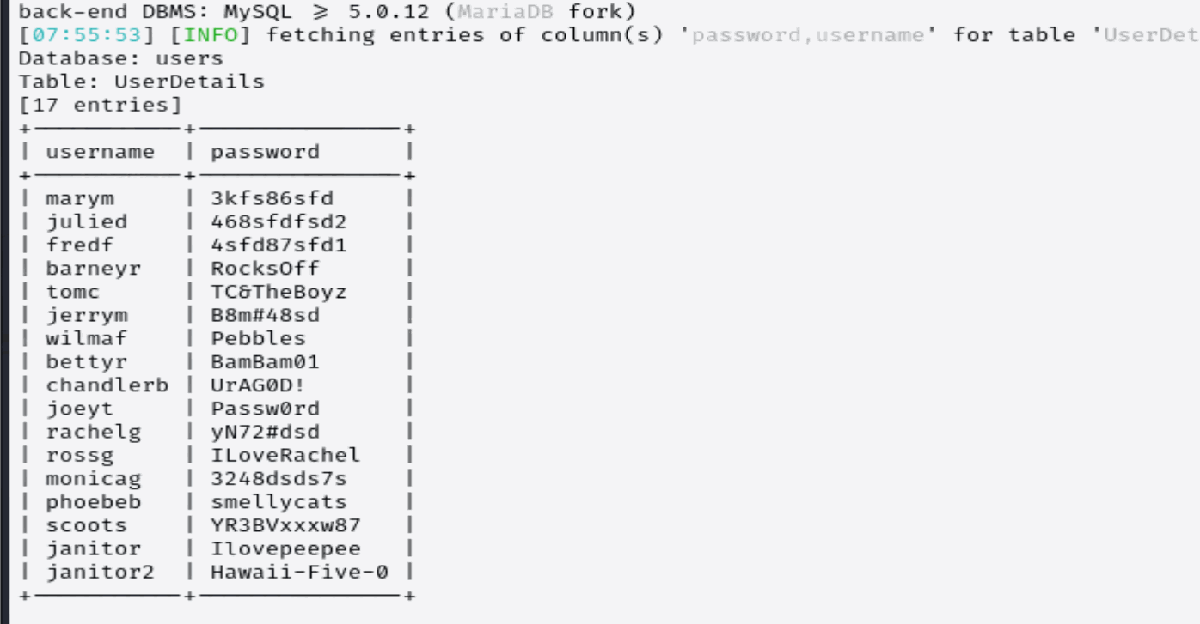 back-end DBMS: MySQL ≥ 5.0.12 (MariaDB fork)
[07:55:53] [INFO] fetching entries of column(s) 'password,username' for table 'UserDet
Database: users
Table: UserDetails
[17 entries]
| username | password |
| marym | 3kfs86sfd |
| julied | 468sfdfsd2 |
| fredf | 4sfd87sfd1 |
| barneyr | RocksOff |
| tomc | TC&TheBoyz |
| jerrym | B8m#48sd |
| wilmaf | Pebbles |
| bettyr | BamBam01 |
| chandlerb | UrAG0D! |
| joeyt | Passw0rd |
| rachelg | yN72#dsd |
| rossg | ILoveRachel |
| monicag | 3248dsds7s |
| phoebeb | smellycats |
| scoots | YR3BVxxxw87 |
| janitor | Ilovepeepee |
| janitor2 | Hawaii-Five-0 |